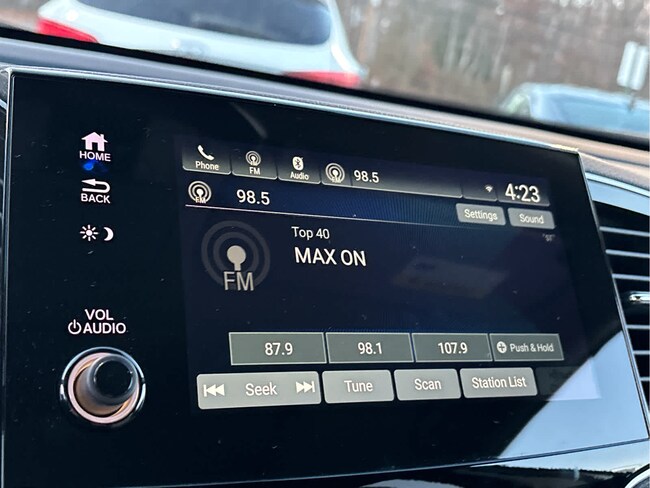 HOME
BACK
VOL
AUDIO
Phone
FM
Audio
98.5
4:23
FM
98.5
Settings
Sound
Top 40
MAX ON
FM
87.9
98.1
107.9
Push & Hold
Seek
Tune
Scan
Station List